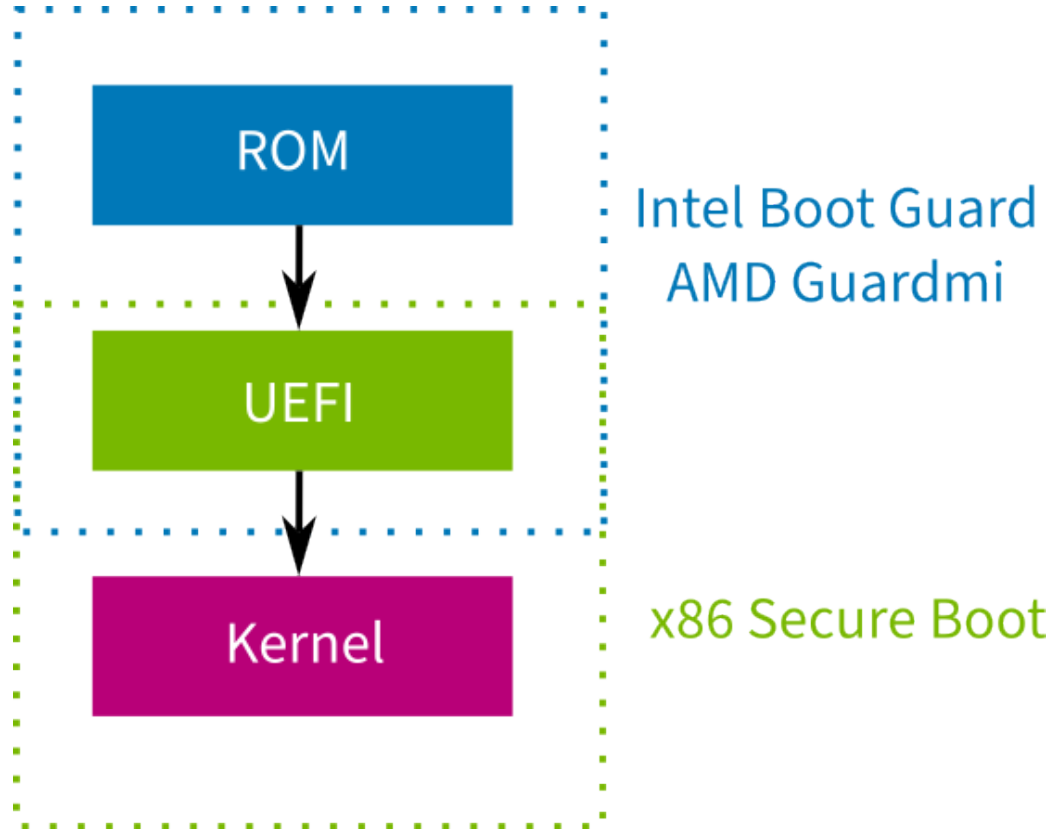 ROM
Intel Boot Guard
AMD Guardmi
UEFI
Kernel
x86 Secure Boot